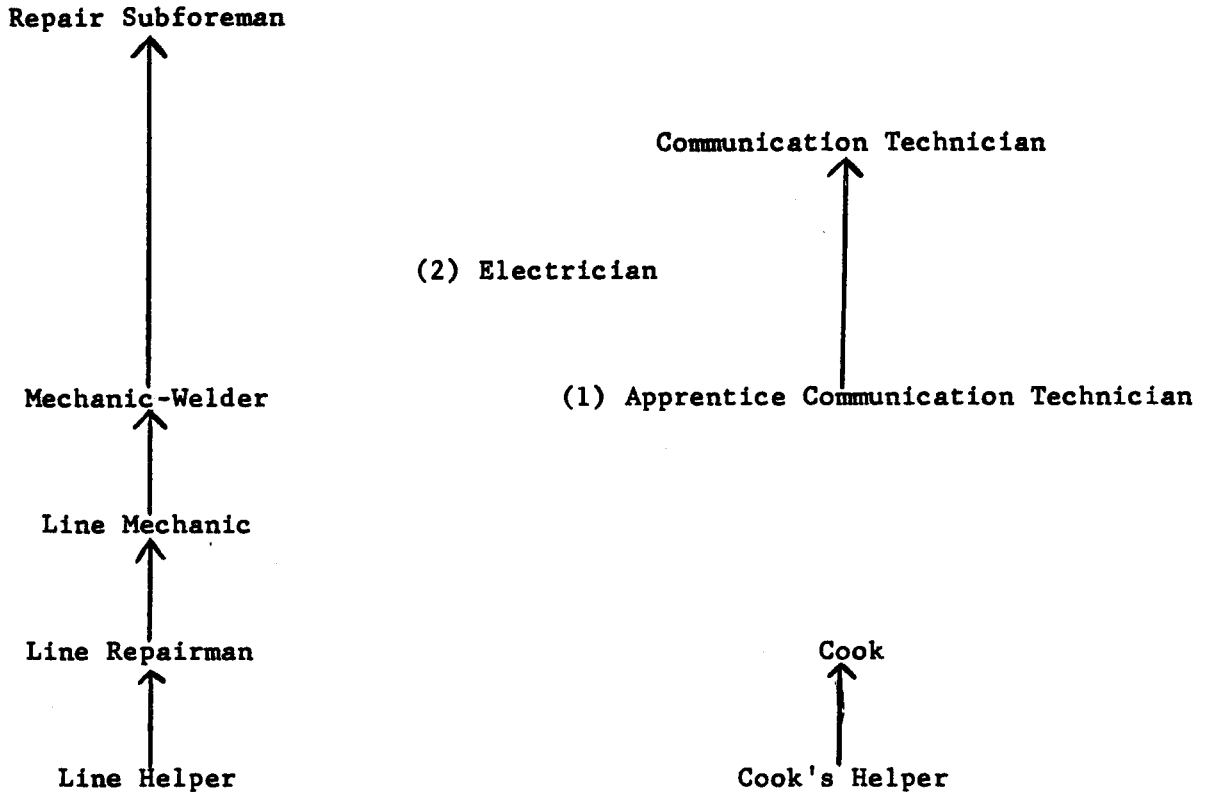 Repair Subforeman
Communication Technician
(2) Electrician
Mechanic-Welder
(1) Apprentice Communication Technician
Line Mechanic
Line Repairman
Cook
Line Helper
Cook's Helper